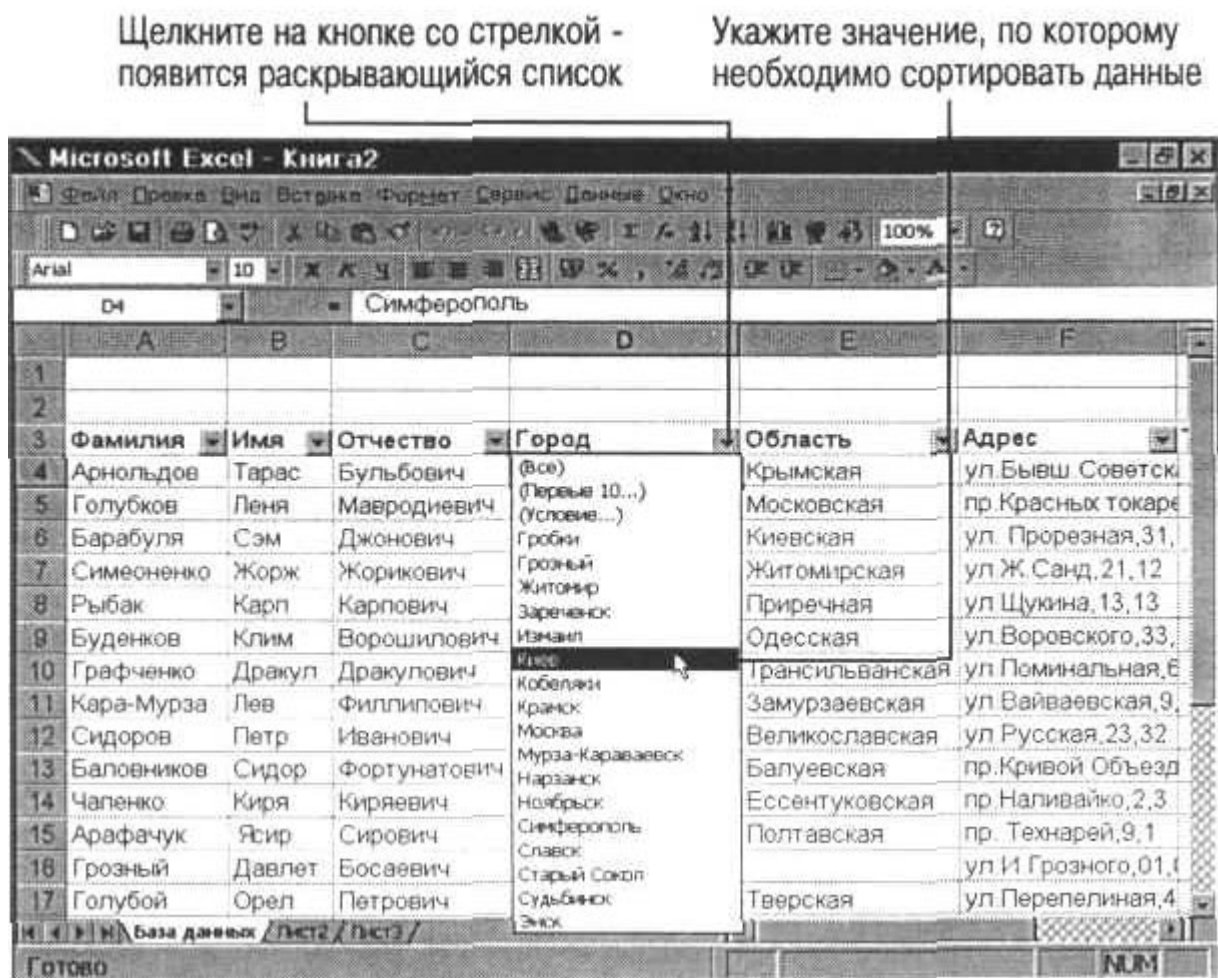 Щелкните на кнопке со стрелкой -
появится раскрывающийся список
Укажите значение, по которому
необходимо сортировать данные
Microsoft Excel - Книга2
Файл Правка Вид Вставка Формат Сервис Данные Окно ?
100%
Arial 10
D4 = Симферополь
A B C D E F
1
2
3 Фамилия Имя Отчество Город Область Адрес
4 Арнольдов Тарас Бульбович (Все) Крымская ул.Бывш.Советск
5 Голубков Леня Мавродиевич (Первые 10...) Московская пр.Красных токаре
(Условие...)
6 Барабуля Сэм Джонович Гробки Киевская ул. Прорезная,31,
7 Симеоненко Жорж Жорикович Грозный Житомирская ул.Ж.Санд,21,12
Житомир
8 Рыбак Карп Карпович Зареченск Приречная ул.Щукина,13,13
9 Буденков Клим Ворошилович Измаил Одесская ул.Воровского,33,
10 Графченко Дракул Дракулович Киев Трансильванская ул.Поминальная,6
Кобеляки
11 Кара-Мурза Лев Филлипович Крамск Замурзаевская ул.Вайваевская,9,
12 Сидоров Петр Иванович Москва Великославская ул.Русская,23,32
Мурза-Караваевск
13 Баловников Сидор Фортунатович Нарзанск Балуевская пр.Кривой Объезд
14 Чапенко Киря Киряевич Ноябрьск Ессентуковская пр.Наливайко,2,3
15 Арафачук Ясир Сирович Симферополь Полтавская пр. Технарей,9,1
Славск
16 Грозный Давлет Босаевич Старый Сокол ул.И.Грозного,01,
17 Голубой Орел Петрович Судьбинск Тверская ул.Перепелиная,4
Энск
База данных Лист2 Лист3
Готово NUM